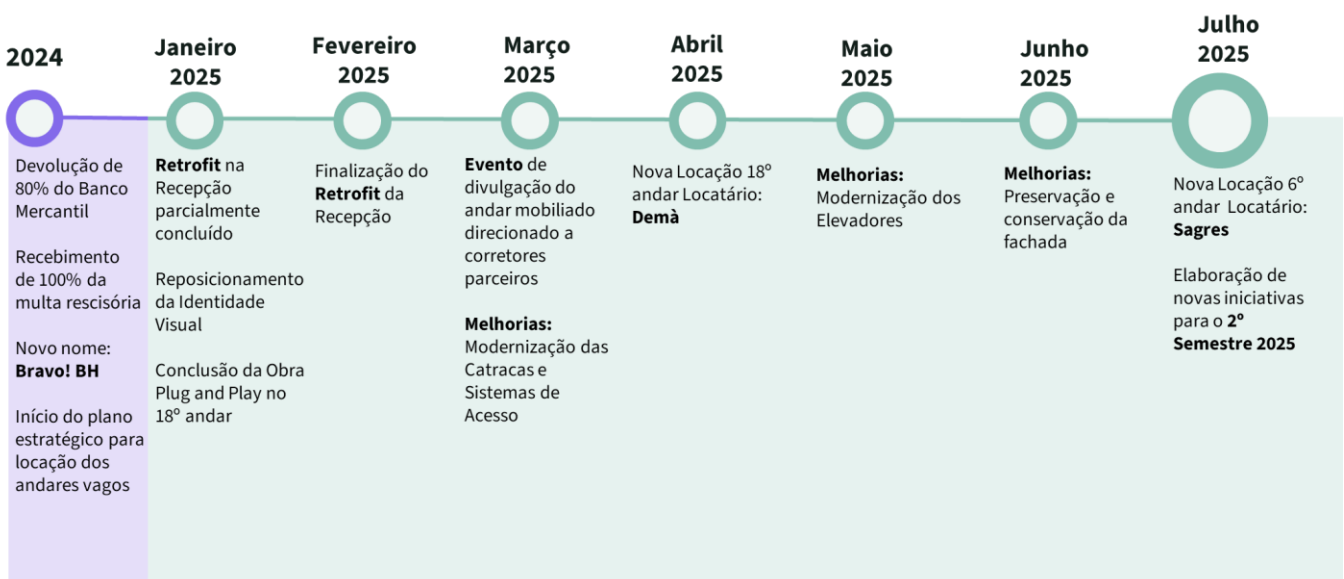 2024
Devolução de
80% do Banco
Mercantil
Recebimento
de 100% da
multa rescisória
Novo nome:
Bravo! BH
Início do plano
estratégico para
locação dos
andares vagos
Janeiro
2025
Retrofit na
Recepção
parcialmente
concluído
Reposicionamento
da Identidade
Visual
Conclusão da Obra
Plug and Play no
18º andar
Fevereiro
2025
Finalização do
Retrofit da
Recepção
Março
2025
Evento de
divulgação do
andar mobiliado
direcionado a
corretores
parceiros
Melhorias:
Modernização das
Catracas e
Sistemas de
Acesso
Abril
2025
Nova Locação 18º
andar Locatário:
Demà
Maio
2025
Melhorias:
Modernização dos
Elevadores
Junho
2025
Melhorias:
Preservação e
conservação da
fachada
Julho
2025
Nova Locação 6º
andar Locatário:
Sagres
Elaboração de
novas iniciativas
para o 2º
Semestre 2025